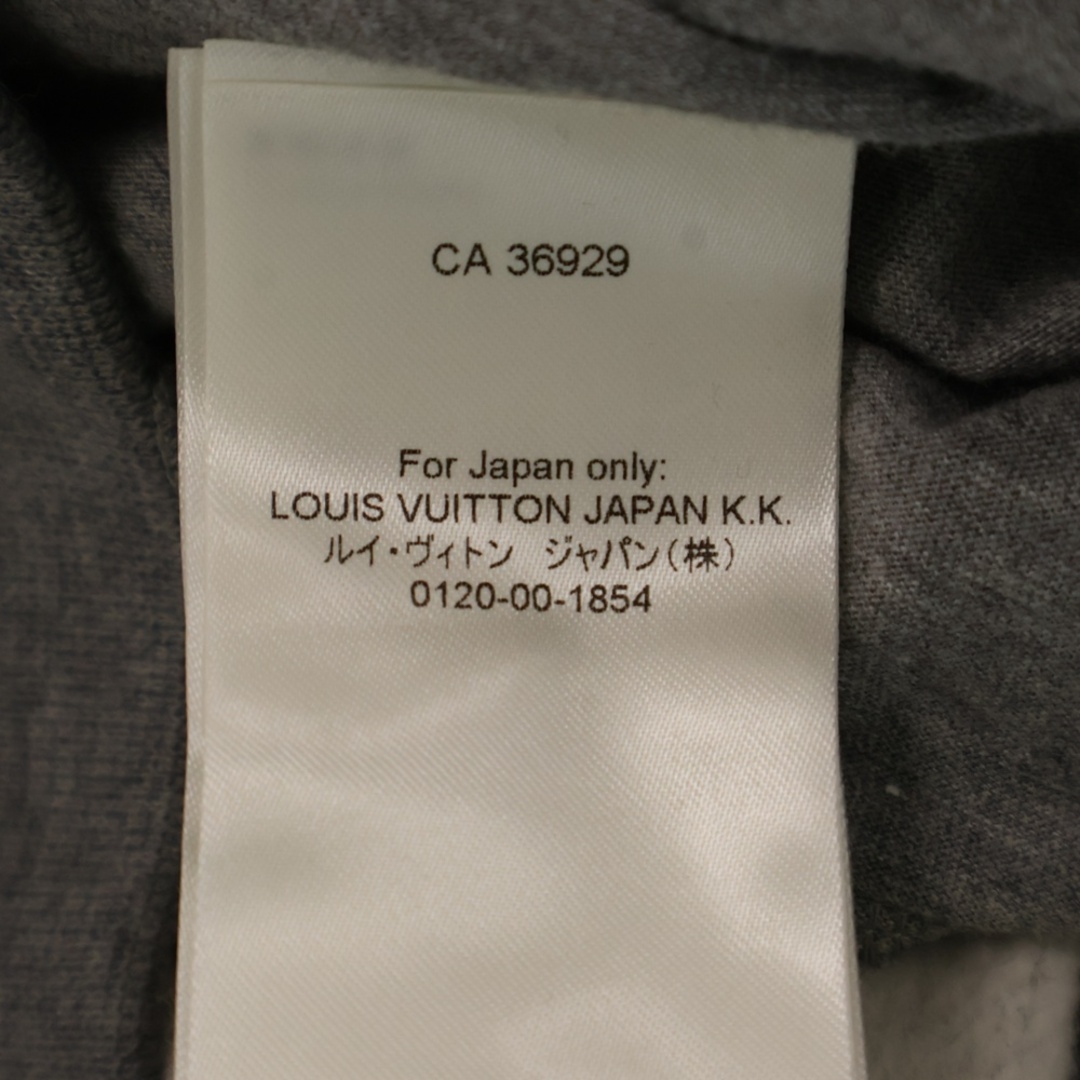 CA 36929
For Japan only:
LOUIS VUITTON JAPAN K.K.
ルイ・ヴィトン ジャパン(株)
0120-00-1854